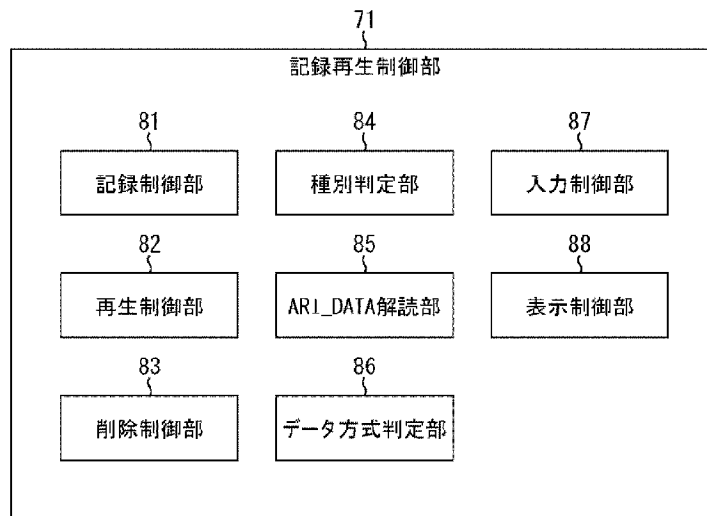 71
記録再生制御部
81
84
87
記録制御部
種別判定部
入力制御部
82
85
88
再生制御部
ARI_DATA解読部
表示制御部
83
86
削除制御部
データ方式判定部